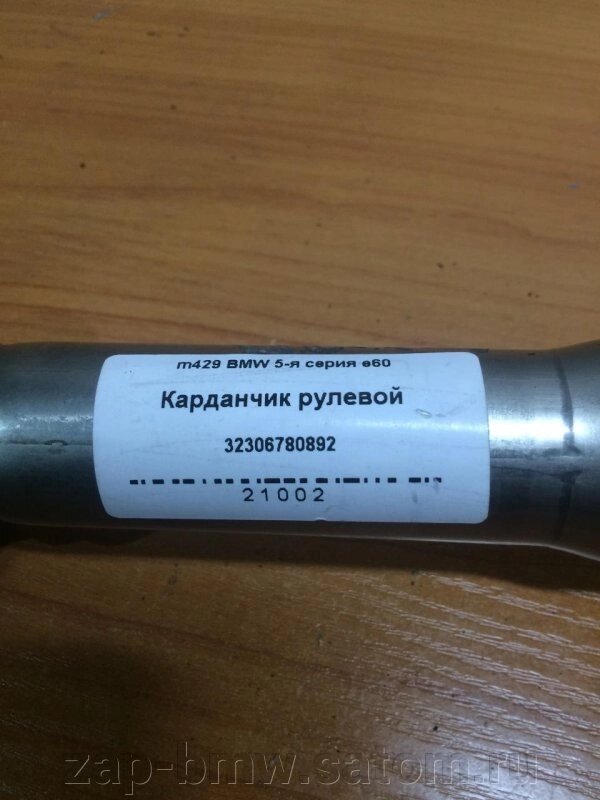 m429 BMW 5-я серия e60
Карданчик рулевой
32306780892
21002
zap-bmw.satom.ru